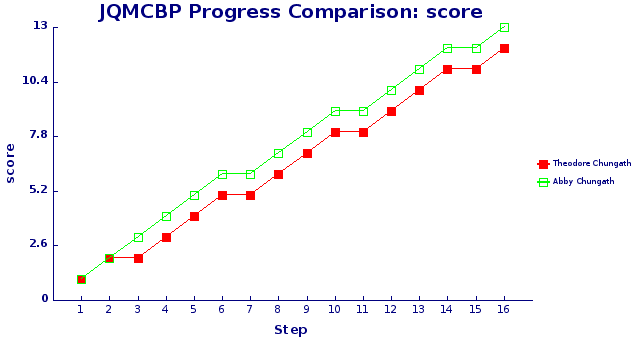 JQMCBP Progress Comparison: score
13
10.4
7.8
5.2
2.6
0
score
1 2 3 4 5 6 7 8 9 10 11 12 13 14 15 16
Step
Theodore Chungath
Abby Chungath